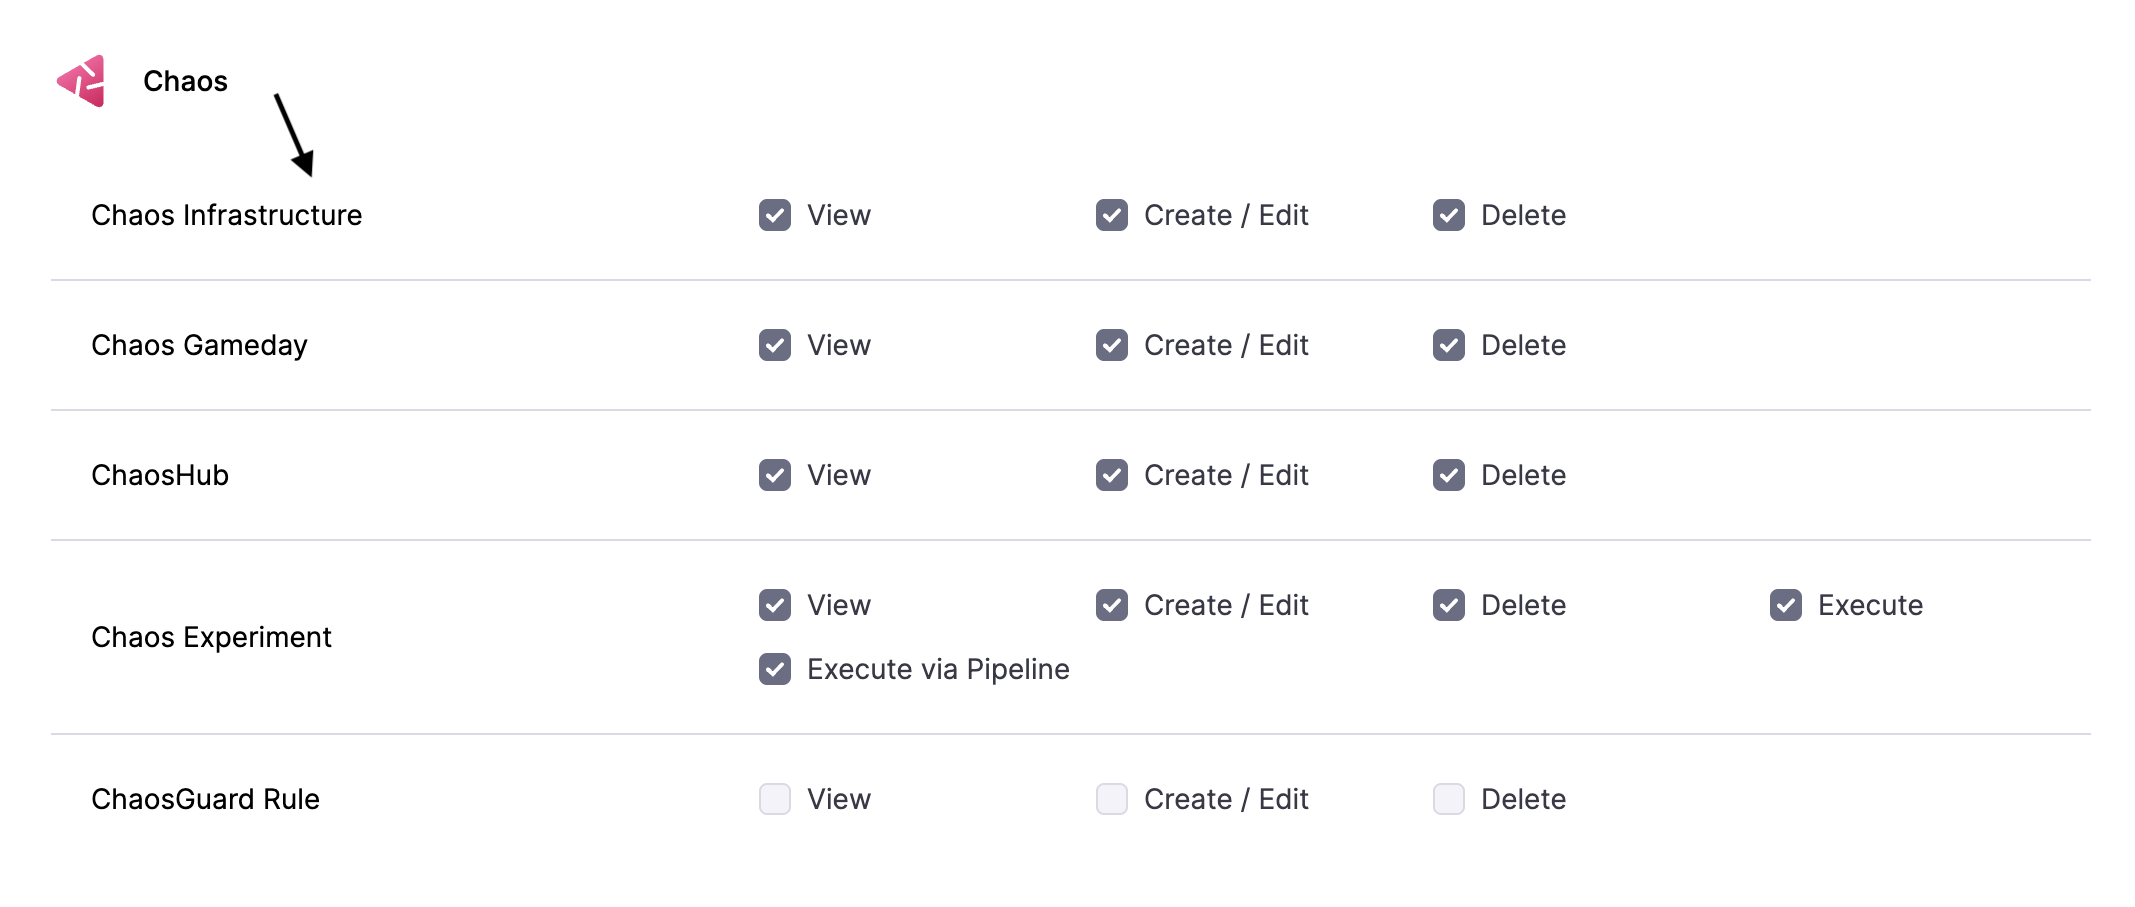 Chaos
Chaos Infrastructure View Create / Edit Delete
Chaos Gameday View Create / Edit Delete
ChaosHub View Create / Edit Delete
Chaos Experiment View Create / Edit Delete Execute
Execute via Pipeline
ChaosGuard Rule View Create / Edit Delete